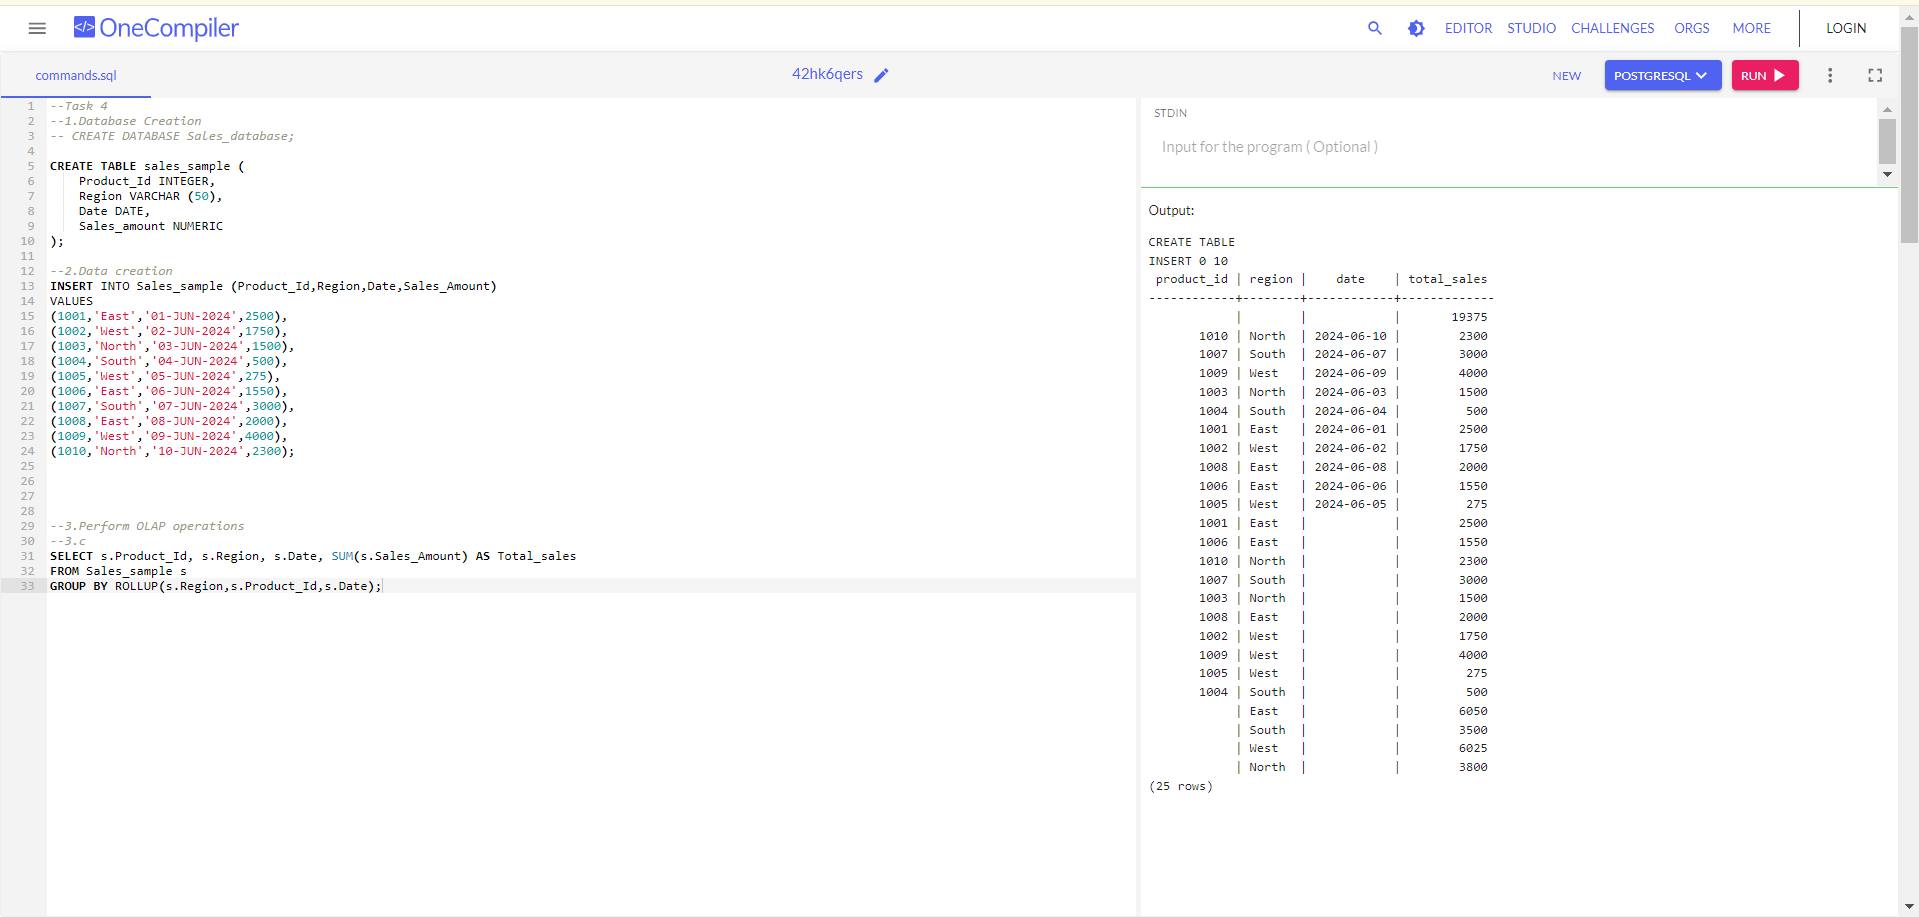 OneCompiler
EDITOR STUDIO CHALLENGES ORGS MORE LOGIN
commands.sql
42hk6qers
NEW POSTGRESQL RUN
1 --Task 4
2 --1.Database Creation
3 -- CREATE DATABASE Sales_database;
4
5 CREATE TABLE sales_sample (
6     Product_Id INTEGER,
7     Region VARCHAR (50),
8     Date DATE,
9     Sales_amount NUMERIC
10 );
11
12 --2.Data creation
13 INSERT INTO Sales_sample (Product_Id,Region,Date,Sales_Amount)
14 VALUES
15 (1001,'East','01-JUN-2024',2500),
16 (1002,'West','02-JUN-2024',1750),
17 (1003,'North','03-JUN-2024',1500),
18 (1004,'South','04-JUN-2024',500),
19 (1005,'West','05-JUN-2024',275),
20 (1006,'East','06-JUN-2024',1550),
21 (1007,'South','07-JUN-2024',3000),
22 (1008,'East','08-JUN-2024',2000),
23 (1009,'West','09-JUN-2024',4000),
24 (1010,'North','10-JUN-2024',2300);
25
26
27
28
29 --3.Perform OLAP operations
30 --3.c
31 SELECT s.Product_Id, s.Region, s.Date, SUM(s.Sales_Amount) AS Total_sales
32 FROM Sales_sample s
33 GROUP BY ROLLUP(s.Region,s.Product_Id,s.Date);
STDIN
Input for the program ( Optional )
Output:
CREATE TABLE
INSERT 0 10
 product_id | region |    date    | total_sales
------------+--------+------------+-------------
            |        |            |       19375
       1010 | North  | 2024-06-10 |        2300
       1007 | South  | 2024-06-07 |        3000
       1009 | West   | 2024-06-09 |        4000
       1003 | North  | 2024-06-03 |        1500
       1004 | South  | 2024-06-04 |         500
       1001 | East   | 2024-06-01 |        2500
       1002 | West   | 2024-06-02 |        1750
       1008 | East   | 2024-06-08 |        2000
       1006 | East   | 2024-06-06 |        1550
       1005 | West   | 2024-06-05 |         275
       1001 | East   |            |        2500
       1006 | East   |            |        1550
       1010 | North  |            |        2300
       1007 | South  |            |        3000
       1003 | North  |            |        1500
       1008 | East   |            |        2000
       1002 | West   |            |        1750
       1009 | West   |            |        4000
       1005 | West   |            |         275
       1004 | South  |            |         500
            | East   |            |        6050
            | South  |            |        3500
            | West   |            |        6025
            | North  |            |        3800
(25 rows)